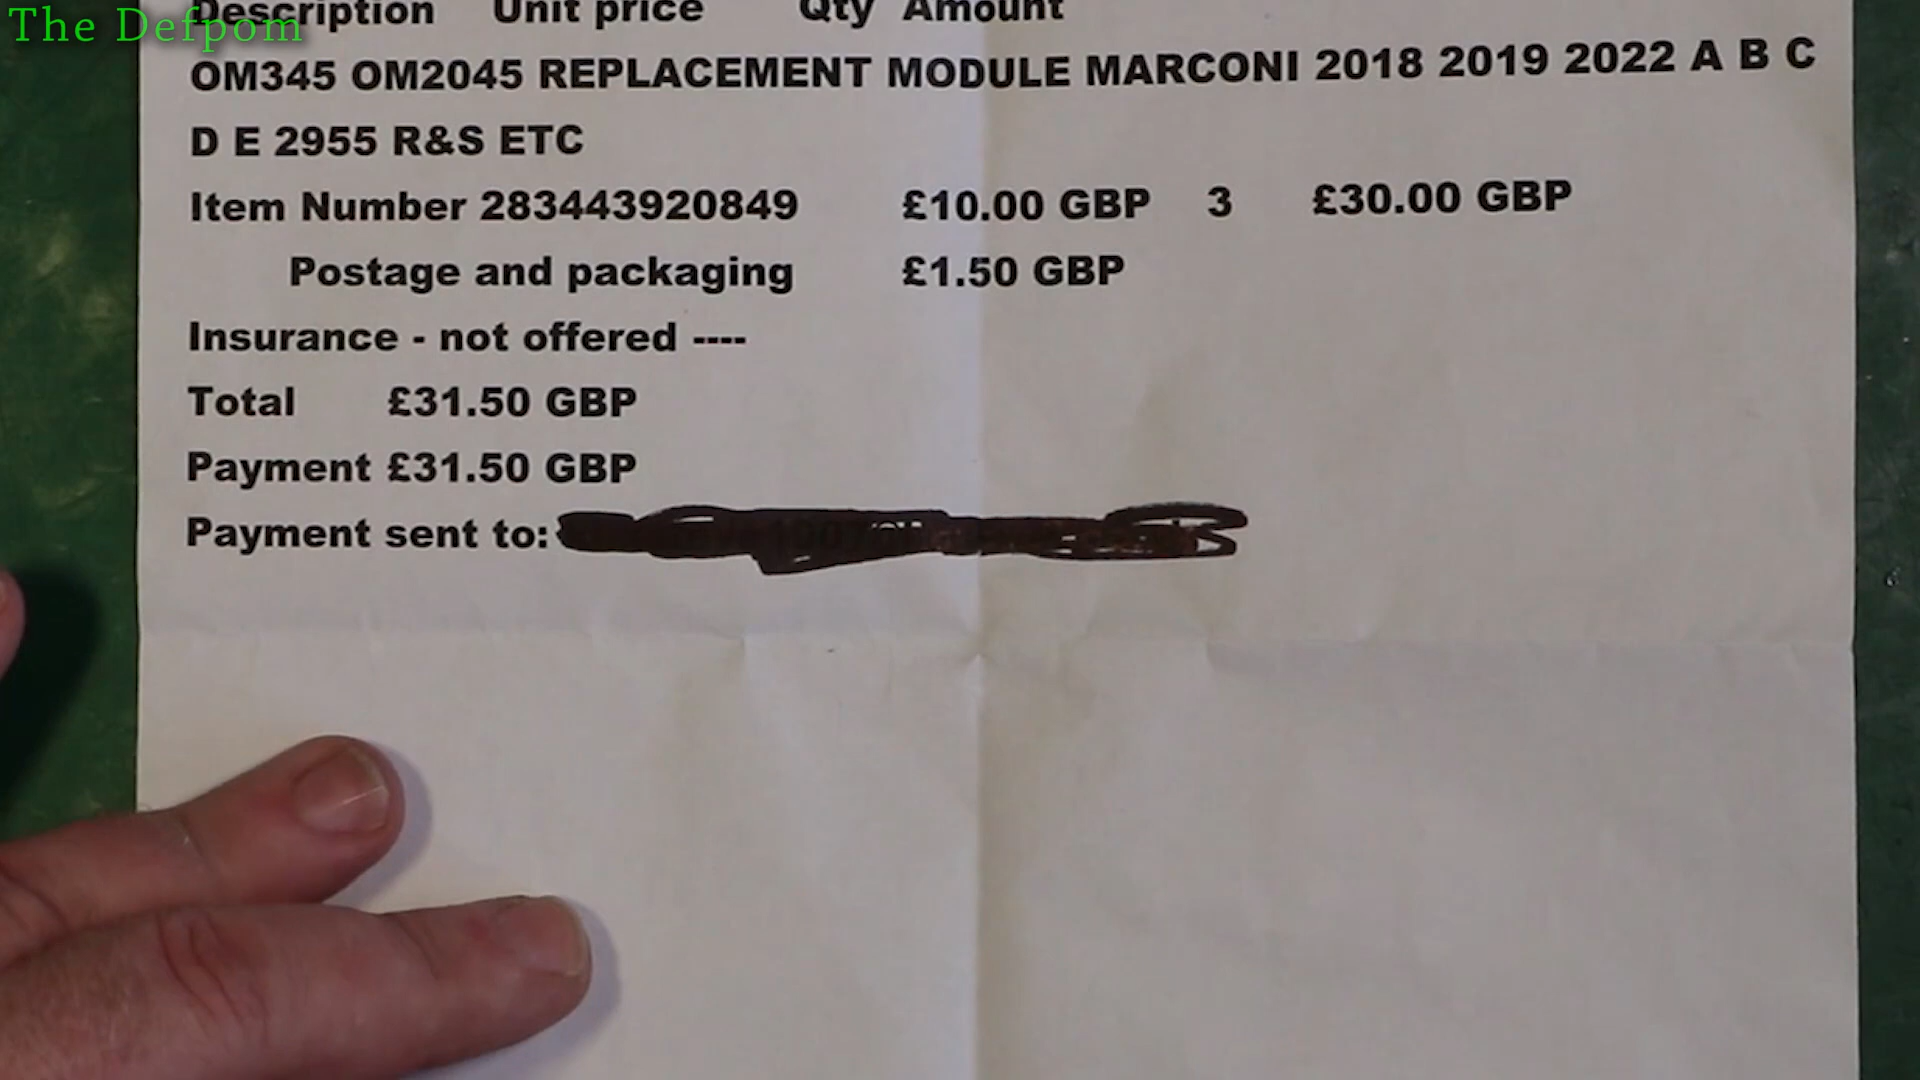 The Defpom
Description Unit price Qty Amount
OM345 OM2045 REPLACEMENT MODULE MARCONI 2018 2019 2022 A B C
D E 2955 R&S ETC
Item Number 283443920849 £10.00 GBP 3 £30.00 GBP
Postage and packaging £1.50 GBP
Insurance - not offered ----
Total £31.50 GBP
Payment £31.50 GBP
Payment sent to: